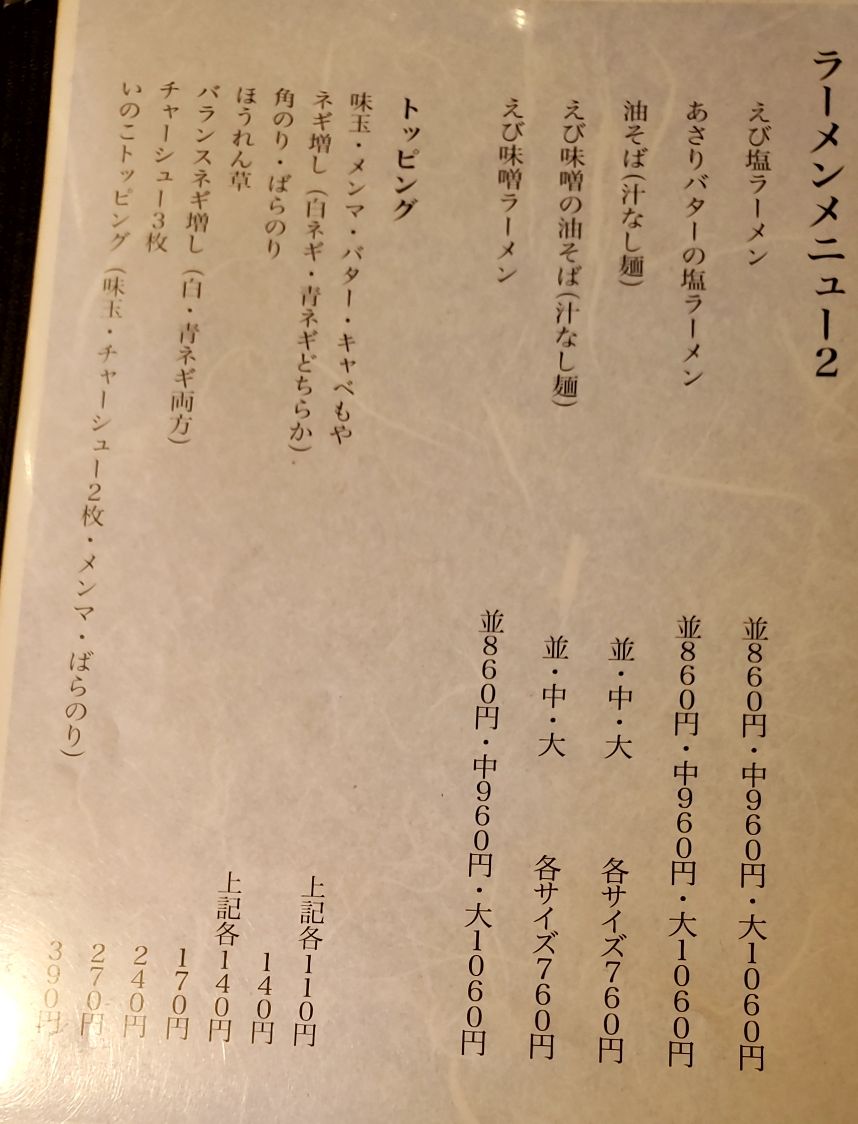 ラーメンメニュー2
えび塩ラーメン 並860円・中960円・大1060円
あさりバターの塩ラーメン 並860円・中960円・大1060円
油そば(汁なし麺) 並・中・大 各サイズ760円
えび味噌の油そば(汁なし麺) 並・中・大 各サイズ760円
えび味噌ラーメン 並860円・中960円・大1060円
トッピング
味玉・メンマ・バター・キャベもや 上記各110円
ネギ増し(白ネギ・青ネギどちらか) 140円
角のり・ばらのり 上記各140円
ほうれん草 170円
バランスネギ増し(白・青ネギ両方) 240円
チャーシュー3枚 270円
いのこトッピング(味玉・チャーシュー2枚・メンマ・ばらのり) 390円